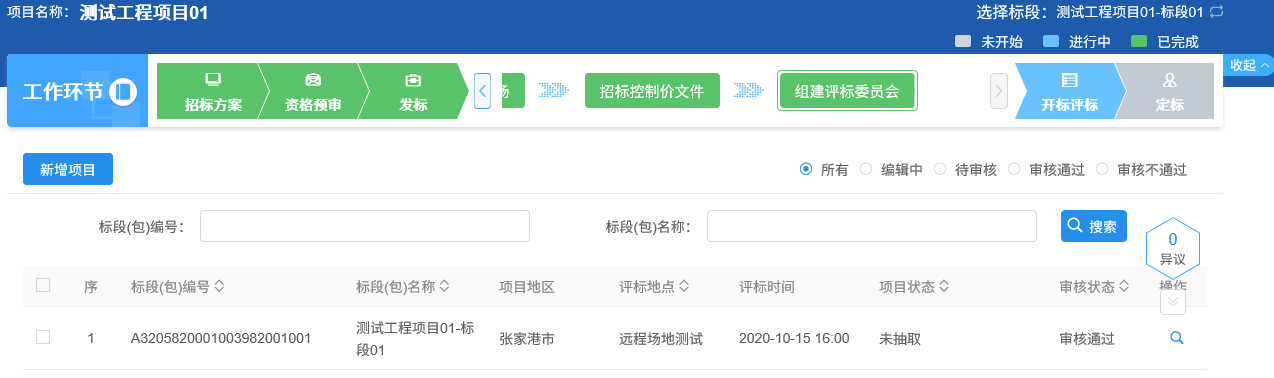 项目名称： 测试工程项目01
选择标段：测试工程项目01-标段01
未开始 进行中 已完成
收起
工作环节
招标方案 资格预审 发标
场 招标控制价文件 组建评标委员会
开标评标 定标
新增项目
所有 编辑中 待审核 审核通过 审核不通过
标段(包)编号： 标段(包)名称： 搜索
0
异议
序 标段(包)编号 标段(包)名称 项目地区 评标地点 评标时间 项目状态 审核状态 操作
1 A3205820001003982001001 测试工程项目01-标段01 张家港市 远程场地测试 2020-10-15 16:00 未抽取 审核通过